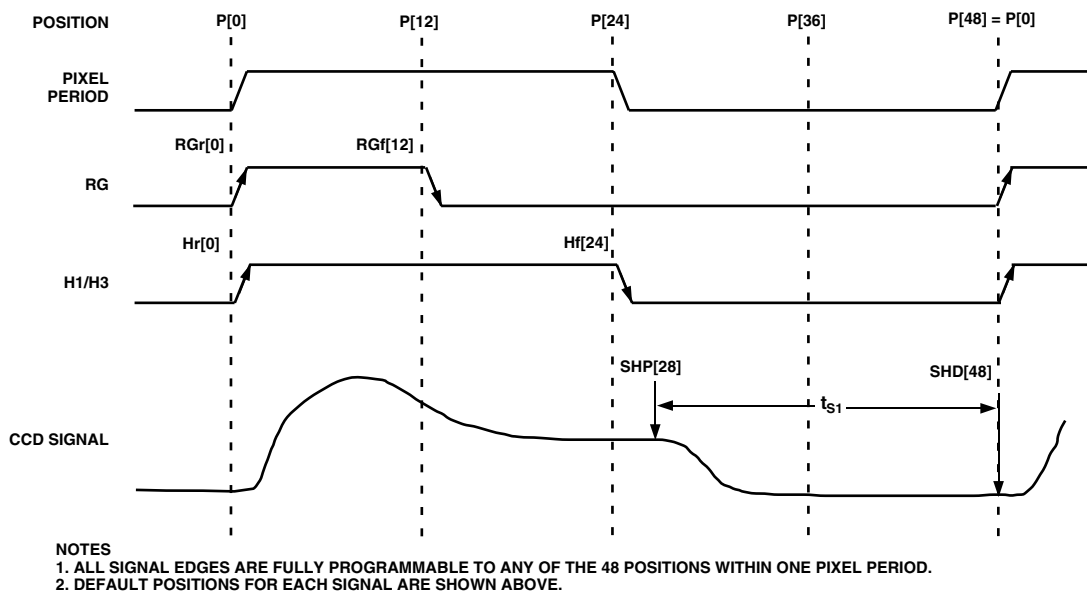 POSITION P[0] P[12] P[24] P[36] P[48] = P[0]
PIXEL
PERIOD
RGr[0] RGf[12]
RG
Hr[0] Hf[24]
H1/H3
SHP[28] SHD[48]
tS1
CCD SIGNAL
NOTES
1. ALL SIGNAL EDGES ARE FULLY PROGRAMMABLE TO ANY OF THE 48 POSITIONS WITHIN ONE PIXEL PERIOD.
2. DEFAULT POSITIONS FOR EACH SIGNAL ARE SHOWN ABOVE.